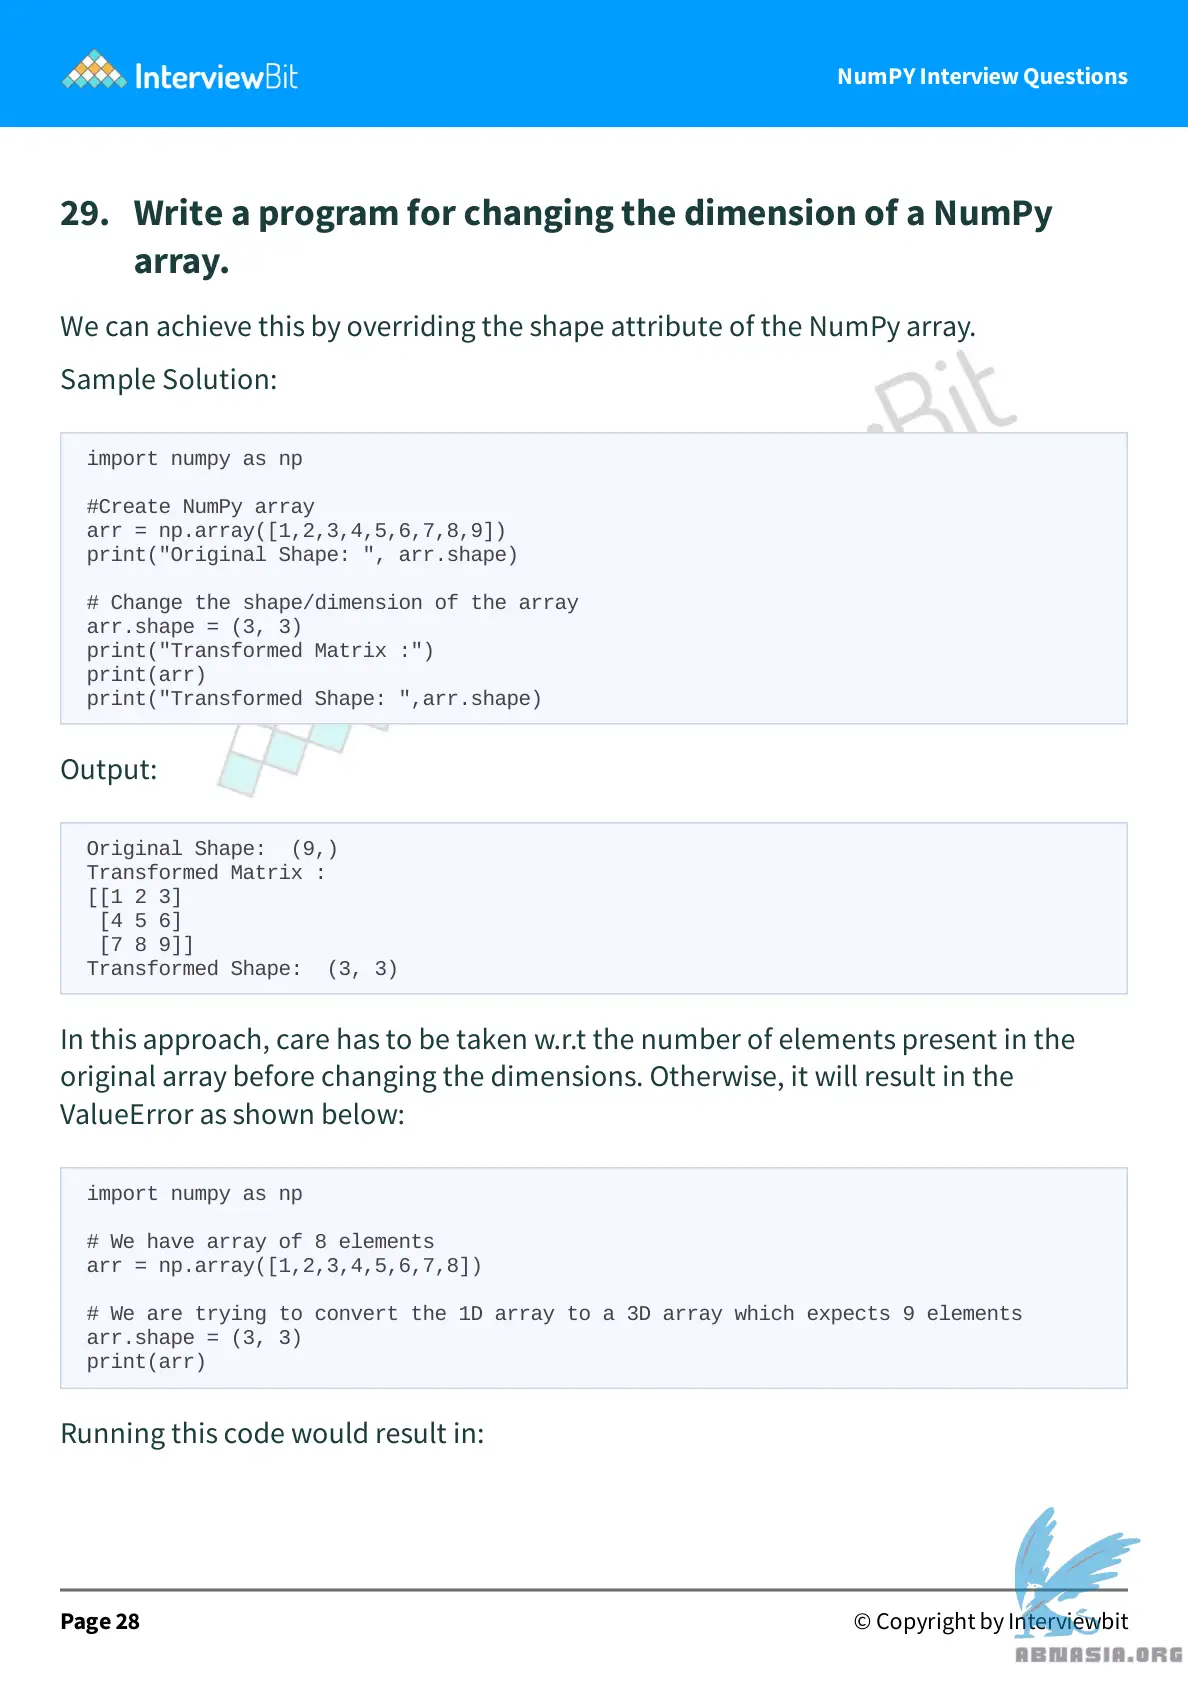 InterviewBit
NumPY Interview Questions
29. Write a program for changing the dimension of a NumPy
array.
We can achieve this by overriding the shape attribute of the NumPy array.
Sample Solution:
Bit
import numpy as np
#Create NumPy array
arr = np.array([1,2,3,4,5,6,7,8,9])
print("Original Shape: ", arr.shape)
# Change the shape/dimension of the array
arr.shape = (3, 3)
print("Transformed Matrix :")
print(arr)
print("Transformed Shape: ",arr.shape)
Output:
Original Shape:  (9,)
Transformed Matrix :
[[1 2 3]
 [4 5 6]
 [7 8 9]]
Transformed Shape:  (3, 3)
In this approach, care has to be taken w.r.t the number of elements present in the
original array before changing the dimensions. Otherwise, it will result in the
ValueError as shown below:
import numpy as np
# We have array of 8 elements
arr = np.array([1,2,3,4,5,6,7,8])
# We are trying to convert the 1D array to a 3D array which expects 9 elements
arr.shape = (3, 3)
print(arr)
Running this code would result in:
Page 28
© Copyright by Interviewbit
ABNASIA.ORG